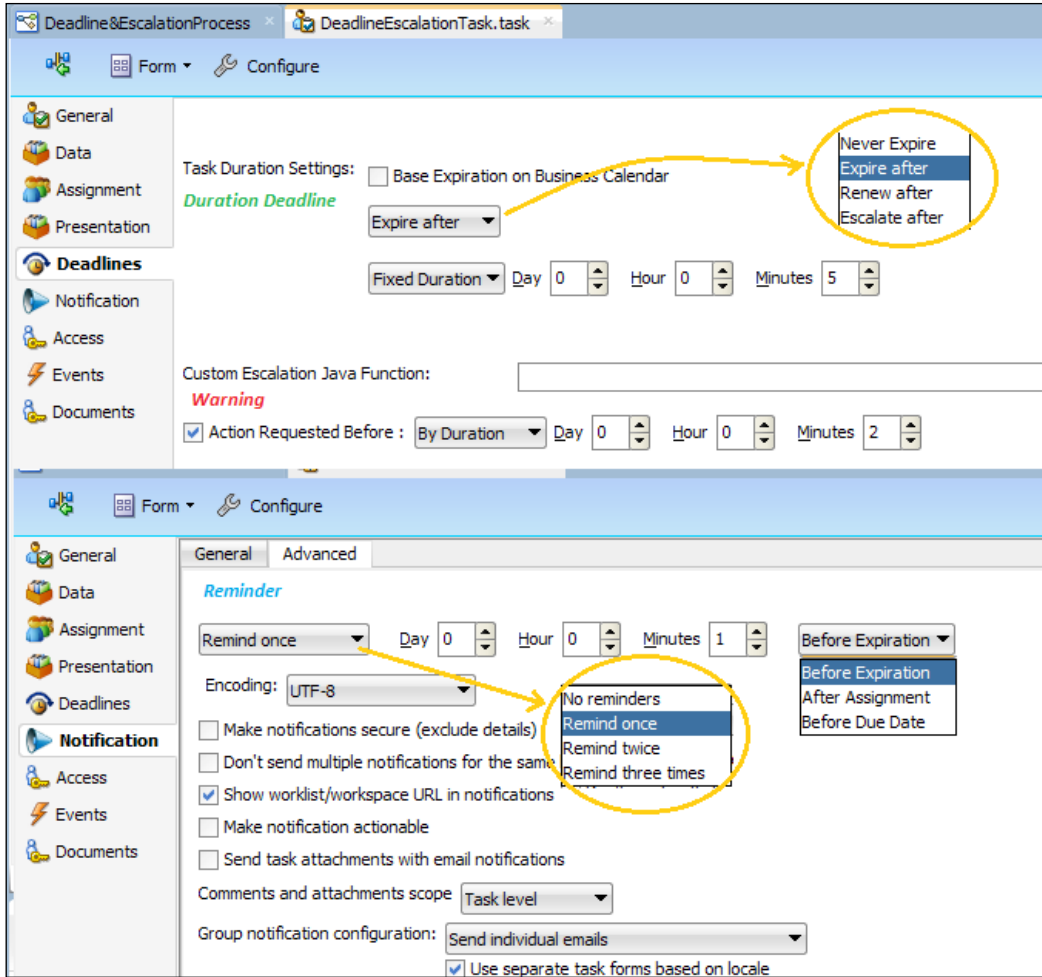 Deadline&EscalationProcess
DeadlineEscalationTask.task
Form
Configure
General
Data
Assignment
Presentation
Deadlines
Notification
Access
Events
Documents
Task Duration Settings:
Base Expiration on Business Calendar
Duration Deadline
Expire after
Never Expire
Expire after
Renew after
Escalate after
Fixed Duration Day 0 Hour 0 Minutes 5
Custom Escalation Java Function:
Warning
Action Requested Before : By Duration Day 0 Hour 0 Minutes 2
Form
Configure
General
Data
Assignment
Presentation
Deadlines
Notification
Access
Events
Documents
General Advanced
Reminder
Remind once Day 0 Hour 0 Minutes 1 Before Expiration
Before Expiration
After Assignment
Before Due Date
Encoding: UTF-8
No reminders
Remind once
Remind twice
Remind three times
Make notifications secure (exclude details)
Don't send multiple notifications for the same
Show worklist/workspace URL in notifications
Make notification actionable
Send task attachments with email notifications
Comments and attachments scope Task level
Group notification configuration: Send individual emails
Use separate task forms based on locale